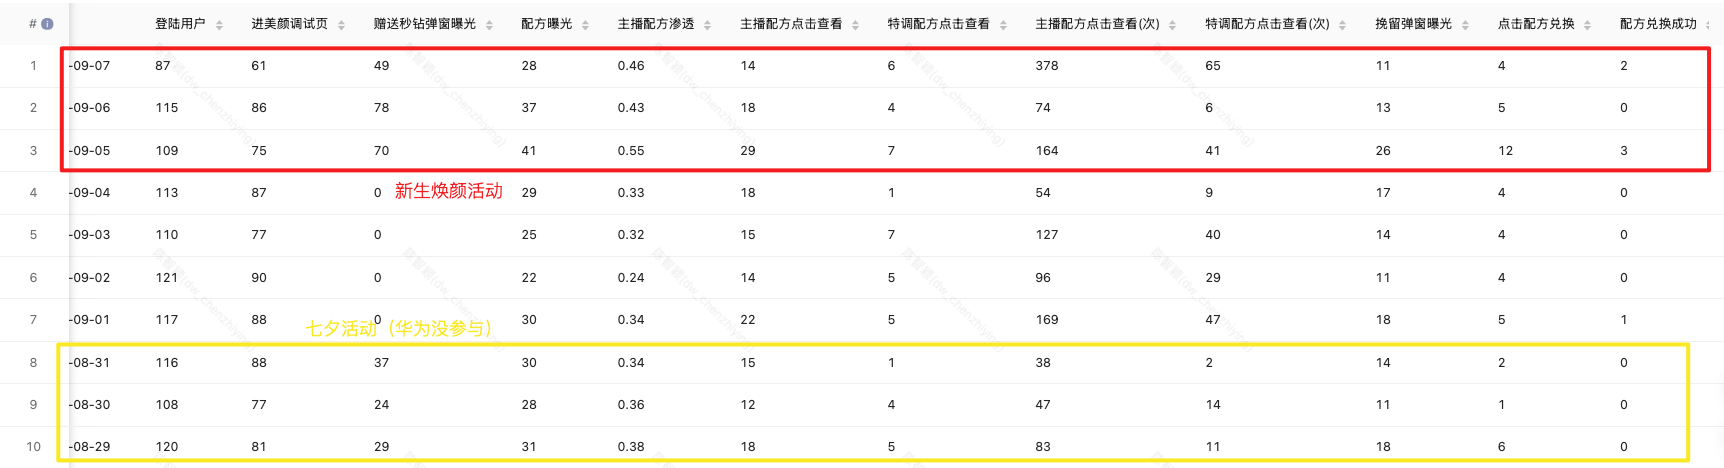 # 登陆用户 进美颜调试页 赠送秒钻弹窗曝光 配方曝光 主播配方渗透 主播配方点击查看 特调配方点击查看 主播配方点击查看(次) 特调配方点击查看(次) 挽留弹窗曝光 点击配方兑换 配方兑换成功
1 -09-07 87 61 49 28 0.46 14 6 378 65 11 4 2
2 -09-06 115 86 78 37 0.43 18 4 74 6 13 5 0
3 -09-05 109 75 70 41 0.55 29 7 164 41 26 12 3
4 -09-04 113 87 0 29 0.33 18 1 54 9 17 4 0
新生焕颜活动
5 -09-03 110 77 0 25 0.32 15 7 127 40 14 4 0
6 -09-02 121 90 0 22 0.24 14 5 96 29 11 4 0
7 -09-01 117 88 0 30 0.34 22 5 169 47 18 5 1
七夕活动（华为没参与）
8 -08-31 116 88 37 30 0.34 15 1 38 2 14 2 0
9 -08-30 108 77 24 28 0.36 12 4 47 14 11 1 0
10 -08-29 120 81 29 31 0.38 18 5 83 11 18 6 0